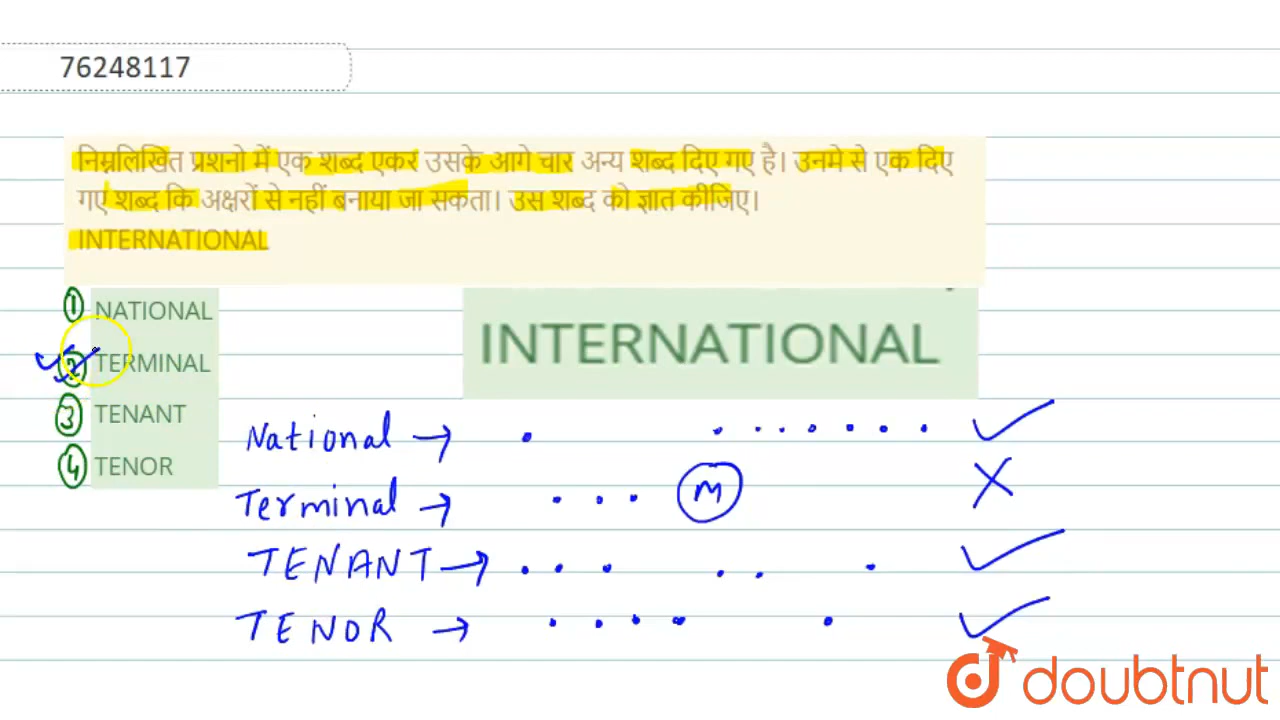 76248117
निम्नलिखित प्रशनो में एक शब्द एकर उसके आगे चार अन्य शब्द दिए गए है। उनमे से एक दिए
गए शब्द कि अक्षरों से नहीं बनाया जा सकता। उस शब्द को ज्ञात कीजिए।
INTERNATIONAL
① NATIONAL
② TERMINAL
③ TENANT
④ TENOR
INTERNATIONAL
National →
Terminal → M
TENANT →
TENOR →
doubtnut